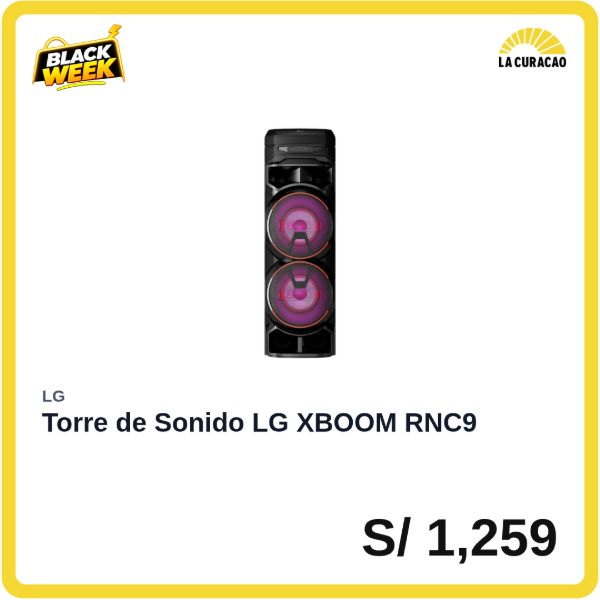 BLACK
WEEK
LA CURACAO
LG
Torre de Sonido LG XBOOM RNC9
S/ 1,259